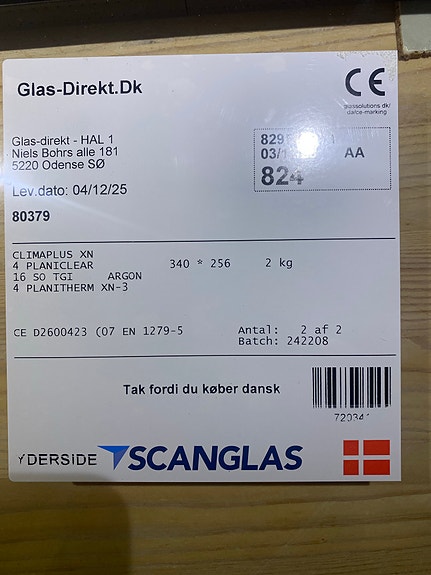 Glas-Direkt.Dk
CE
glassolutions.dk/
da/ce-marking
Glas-direkt - HAL 1
Niels Bohrs alle 181
5220 Odense SØ
AA
824
Lev.dato: 04/12/25
80379
CLIMAPLUS XN
4 PLANICLEAR 340 * 256 2 kg
16 SO TGI ARGON
4 PLANITHERM XN-3
CE D2600423 (07 EN 1279-5 Antal: 2 af 2
Batch: 242208
Tak fordi du køber dansk
720341
YDERSIDE SCANGLAS